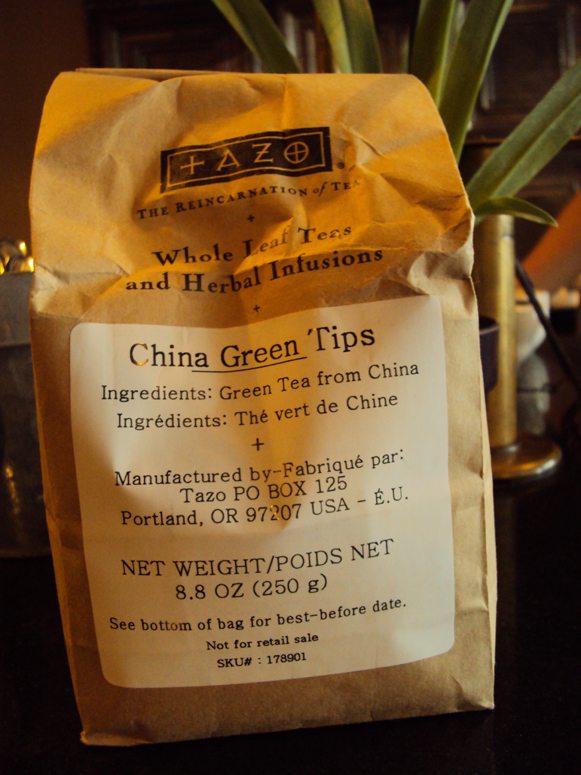 TAZO®
THE REINCARNATION of TEA
+
Whole Leaf Teas
and Herbal Infusions
+
China Green Tips
Ingredients: Green Tea from China
Ingrédients: Thé vert de Chine
+
Manufactured by-Fabriqué par:
Tazo PO BOX 125
Portland, OR 97207 USA - É.U.
NET WEIGHT/POIDS NET
8.8 OZ (250 g)
See bottom of bag for best-before date.
Not for retail sale
SKU# : 178901